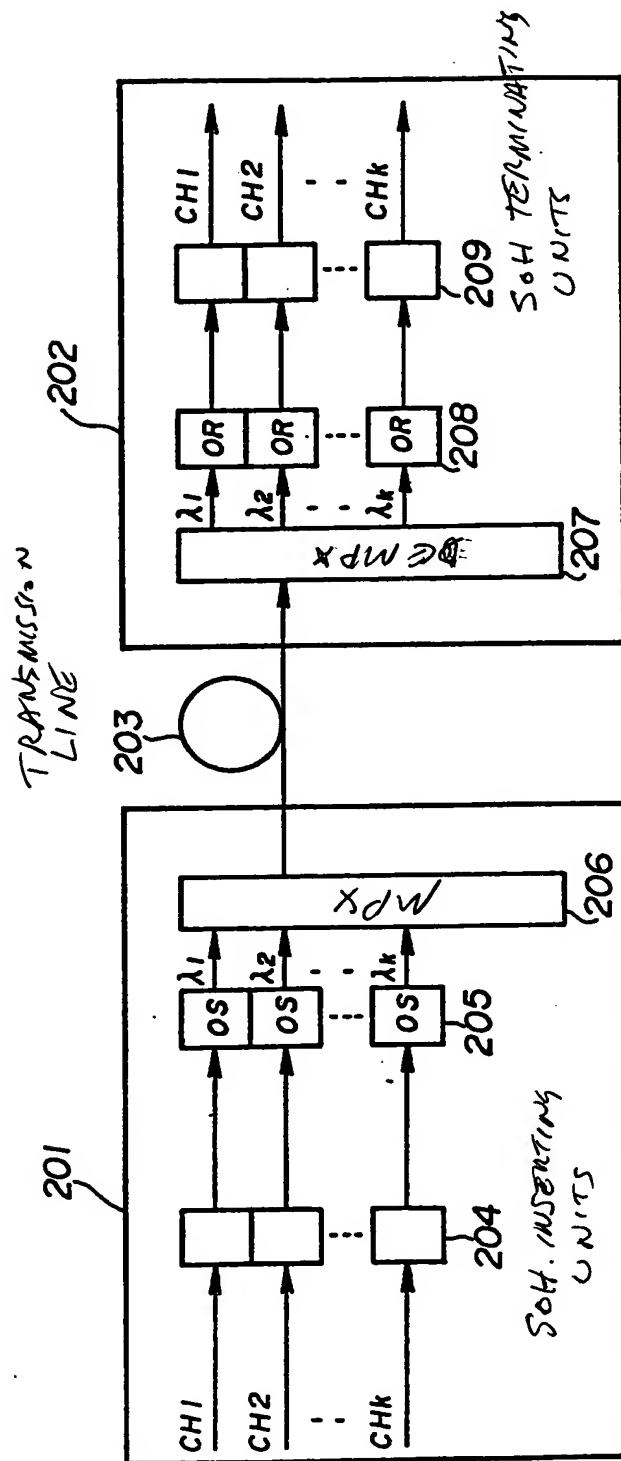 201
CH1
CH2
CHk
204
SOH. INSERTING
UNITS
OS
OS
OS
205
λ1
λ2
λk
MPX
206
TRANSMISSION
LINE
203
202
DEMPX
207
λ1
λ2
λk
OR
OR
OR
208
209
CH1
CH2
CHk
SOH TERMINATING
UNITS